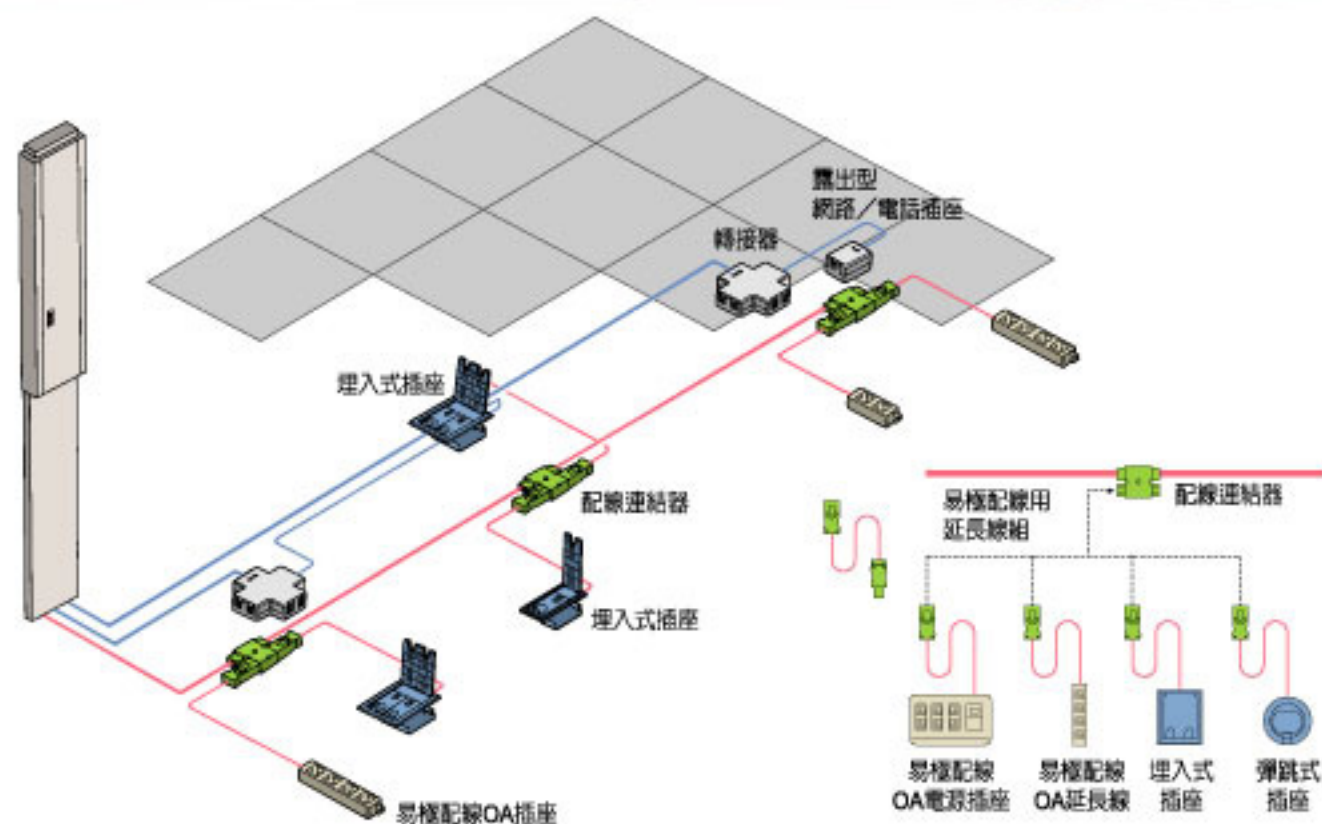 露出型
網路／電話插座
轉接器
埋入式插座
配線連結器
埋入式插座
易極配線OA插座
易極配線用
延長線組
配線連結器
易極配線
OA電源插座
易極配線
OA延長線
埋入式
插座
彈跳式
插座